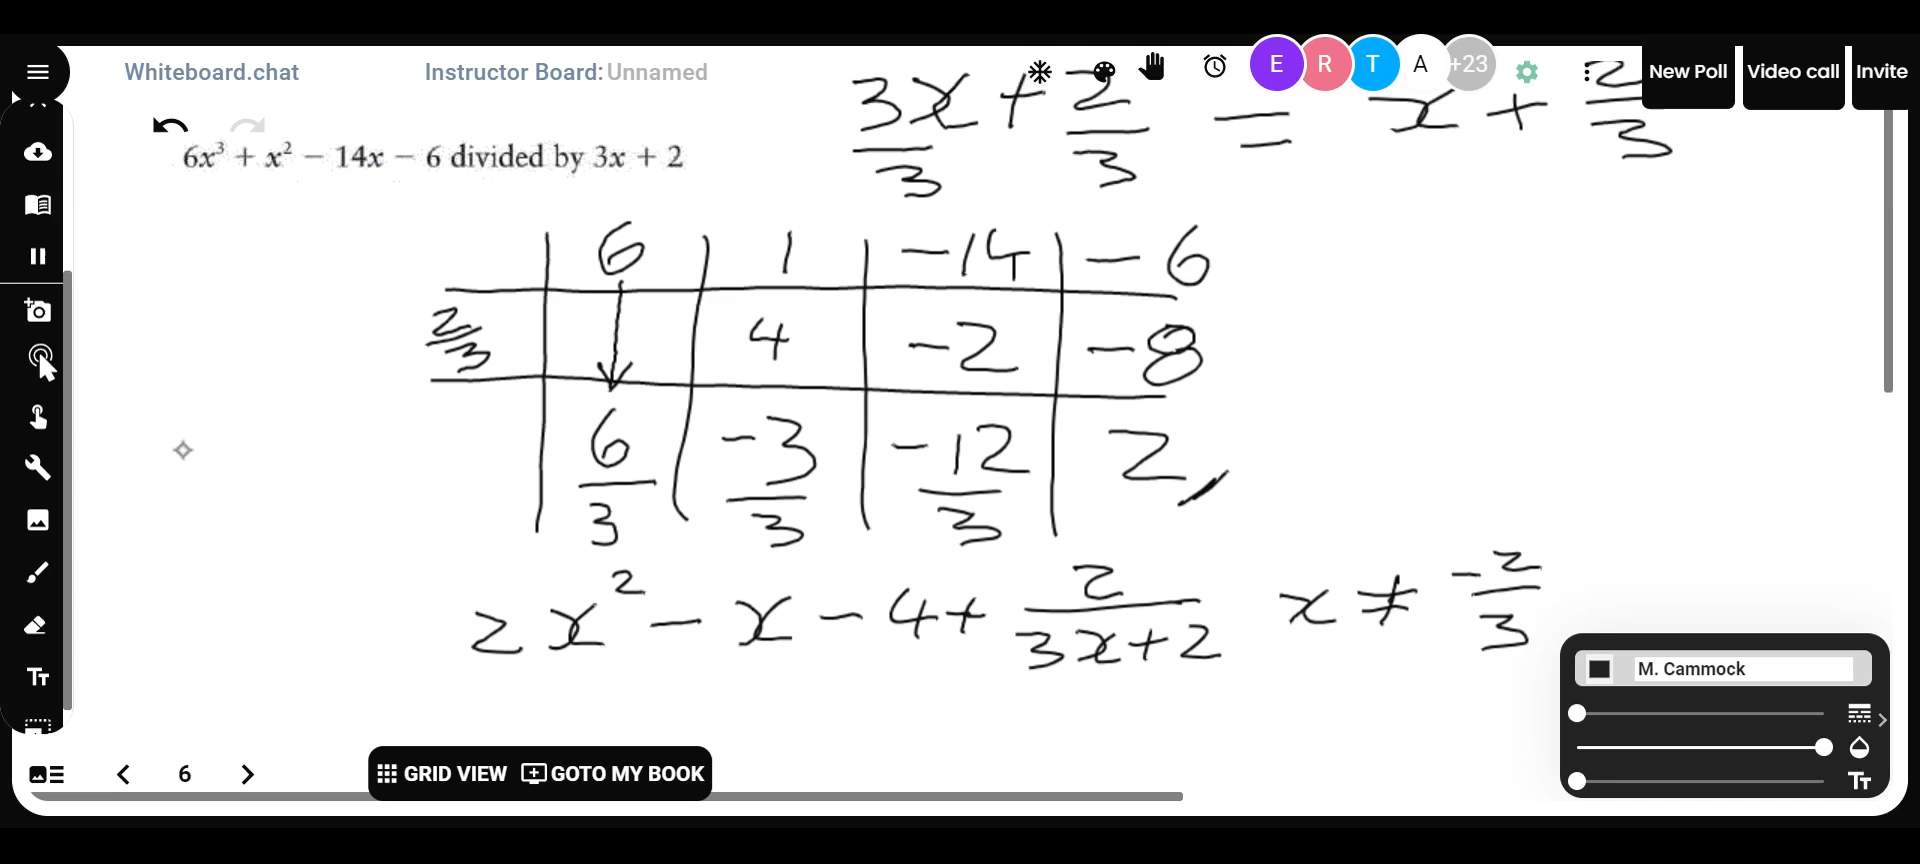 Whiteboard.chat
Instructor Board: Unnamed
E R T A +23
New Poll
Video call
Invite
3x/3 + 2/3 = x + 2/3
6x³ + x² − 14x − 6 divided by 3x + 2
6 | 1 | −14 | −6
2/3 | 4 | −2 | −8
6/3 | −3/3 | −12/3 | 2
2x² − x − 4 + 2/(3x+2) x ≠ −2/3
M. Cammock
6
GRID VIEW
GOTO MY BOOK